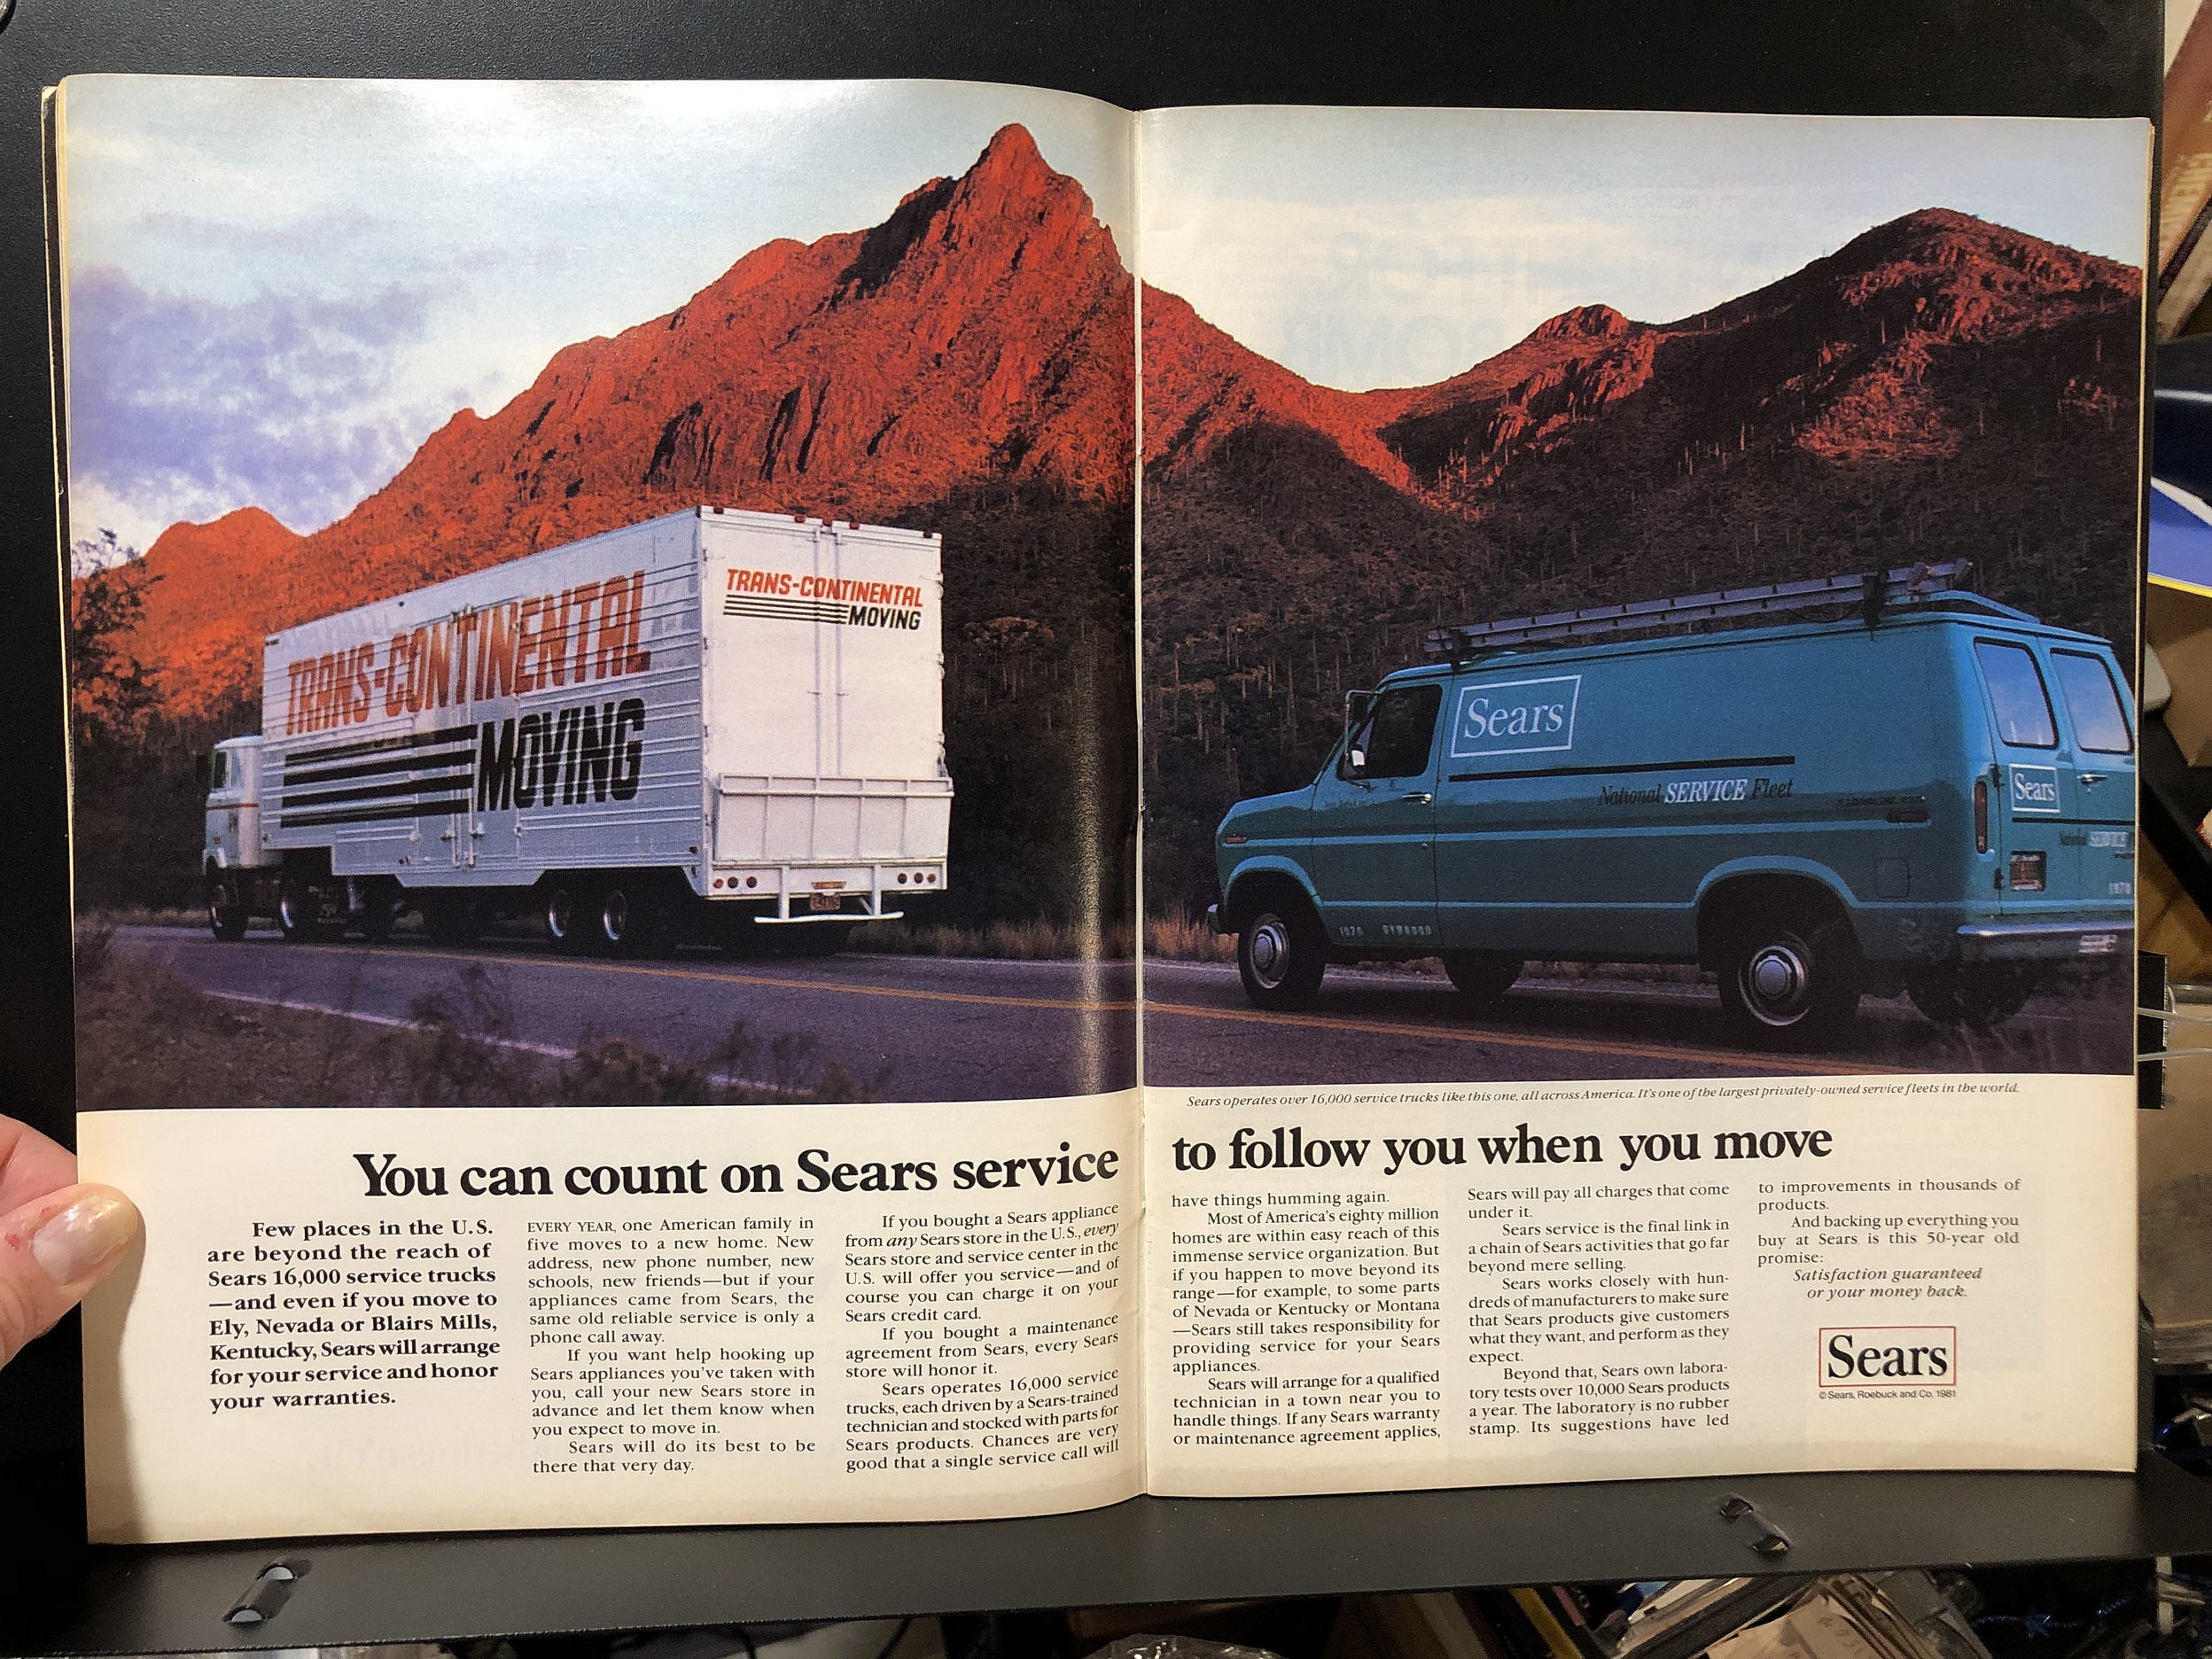 TRANS-CONTINENTAL
MOVING
TRANS-CONTINENTAL
MOVING
Sears
National SERVICE Fleet
Sears
SERVICE
1970
1970 GVW6000
Sears operates over 16,000 service trucks like this one, all across America. It's one of the largest privately-owned service fleets in the world.
You can count on Sears service to follow you when you move
Few places in the U.S.
are beyond the reach of
Sears 16,000 service trucks
—and even if you move to
Ely, Nevada or Blairs Mills,
Kentucky, Sears will arrange
for your service and honor
your warranties.
EVERY YEAR, one American family in
five moves to a new home. New
address, new phone number, new
schools, new friends—but if your
appliances came from Sears, the
same old reliable service is only a
phone call away.
If you want help hooking up
Sears appliances you've taken with
you, call your new Sears store in
advance and let them know when
you expect to move in.
Sears will do its best to be
there that very day.
If you bought a Sears appliance
from any Sears store in the U.S., every
Sears store and service center in the
U.S. will offer you service—and of
course you can charge it on your
Sears credit card.
If you bought a maintenance
agreement from Sears, every Sears
store will honor it.
Sears operates 16,000 service
trucks, each driven by a Sears-trained
technician and stocked with parts for
Sears products. Chances are very
good that a single service call will
have things humming again.
Most of America's eighty million
homes are within easy reach of this
immense service organization. But
if you happen to move beyond its
range—for example, to some parts
of Nevada or Kentucky or Montana
—Sears still takes responsibility for
providing service for your Sears
appliances.
Sears will arrange for a qualified
technician in a town near you to
handle things. If any Sears warranty
or maintenance agreement applies,
Sears will pay all charges that come
under it.
Sears service is the final link in
a chain of Sears activities that go far
beyond mere selling.
Sears works closely with hun-
dreds of manufacturers to make sure
that Sears products give customers
what they want, and perform as they
expect.
Beyond that, Sears own labora-
tory tests over 10,000 Sears products
a year. The laboratory is no rubber
stamp. Its suggestions have led
to improvements in thousands of
products.
And backing up everything you
buy at Sears is this 50-year old
promise:
Satisfaction guaranteed
or your money back.
Sears
© Sears, Roebuck and Co. 1981